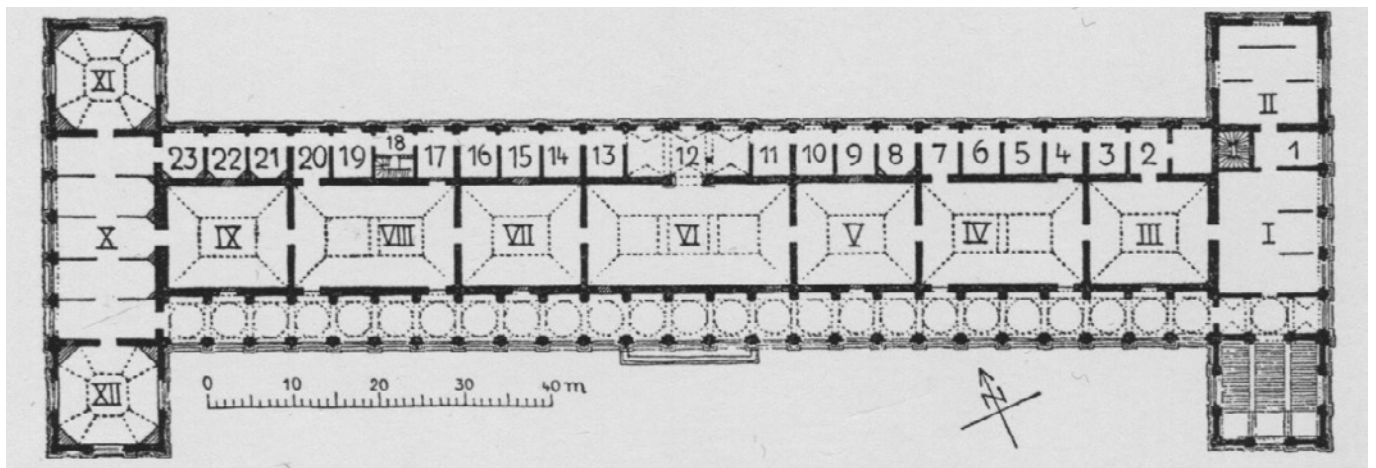 XI
II
23 22 21 20 19 18 17 16 15 14 13 12 11 10 9 8 7 6 5 4 3 2 1
X IX VIII VII VI V IV III I
XII
0 10 20 30 40 m
N